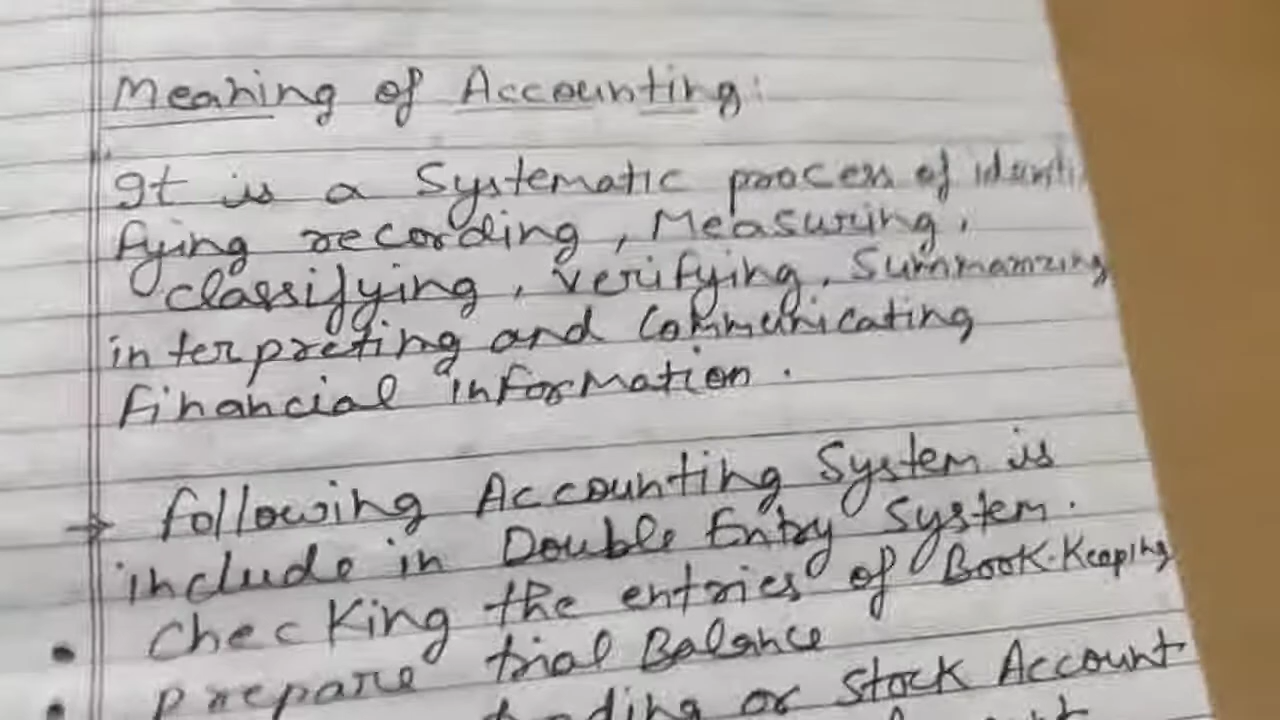 Meaning of Accounting:
It is a Systematic process of identi
fying recording, Measuring,
classifying, verifying, Summarizing
interpreting and Communicating
financial information.
→ following Accounting System is
include in Double Entry System.
• Checking the entries of Book-Keeping
• prepare trial Balance
or Stock Account